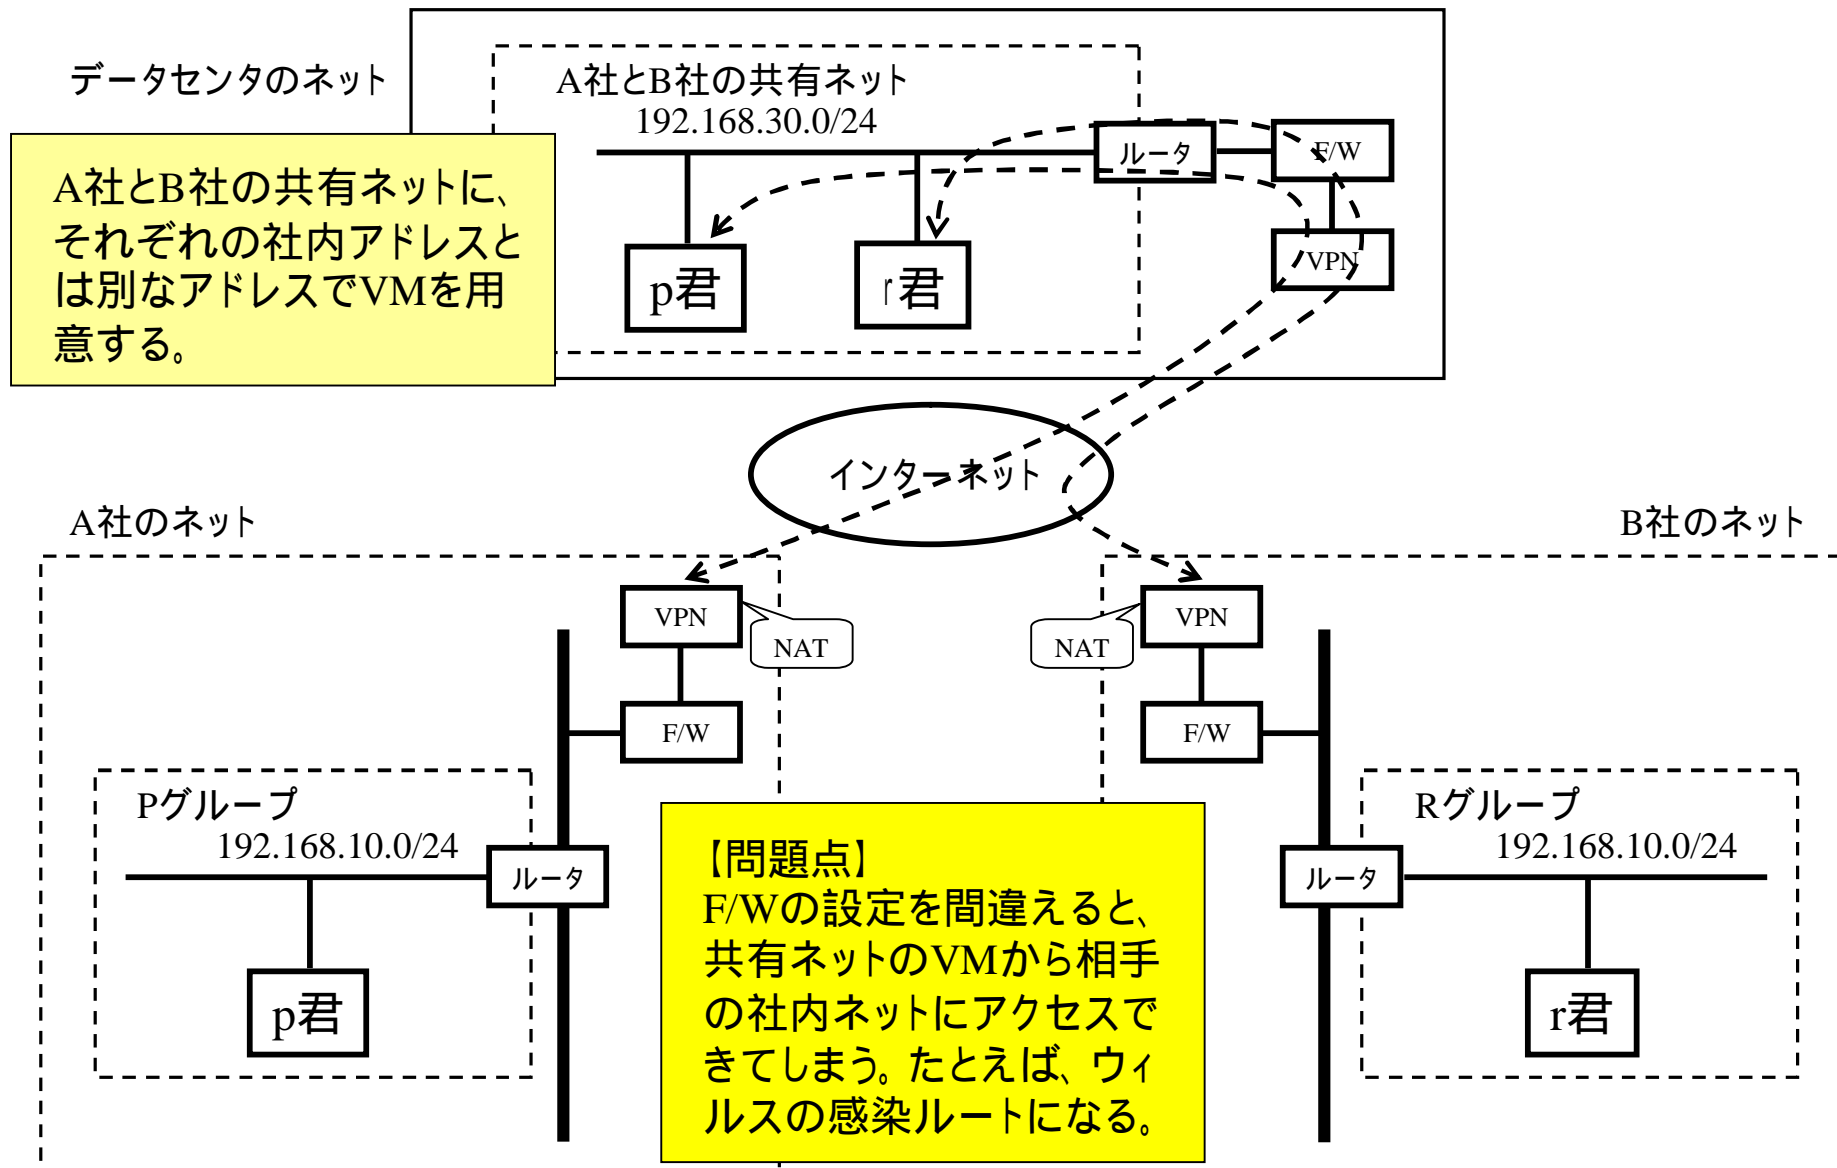 データセンタのネット
A社とB社の共有ネット
192.168.30.0/24
ルータ
F/W
VPN
p君
r君
A社とB社の共有ネットに、
それぞれの社内アドレスと
は別なアドレスでVMを用
意する。
インターネット
A社のネット
B社のネット
VPN
NAT
F/W
NAT
VPN
F/W
Pグループ
192.168.10.0/24
ルータ
p君
【問題点】
F/Wの設定を間違えると、
共有ネットのVMから相手
の社内ネットにアクセスで
きてしまう。たとえば、ウィ
ルスの感染ルートになる。
Rグループ
192.168.10.0/24
ルータ
r君